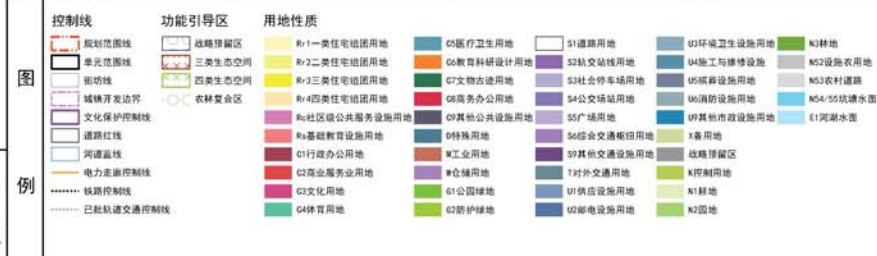 图
例
控制线
规划范围线
单元范围线
街坊线
城镇开发边界
文化保护控制线
道路红线
河道蓝线
电力走廊控制线
铁路控制线
已批轨道交通控制线
功能引导区
战略预留区
三类生态空间
四类生态空间
农林复合区
用地性质
Rr1一类住宅组团用地
Rr2二类住宅组团用地
Rr3三类住宅组团用地
Rr4四类住宅组团用地
Rc社区级公共服务设施用地
Rs基础教育设施用地
C1行政办公用地
C2商业服务业用地
C3文化用地
C4体育用地
C5医疗卫生用地
C6教育科研设计用地
C7文物古迹用地
C8商务办公用地
C9其他公共设施用地
D特殊用地
M工业用地
W仓储用地
G1公园绿地
G2防护绿地
S1道路用地
S2轨交站线用地
S3社会停车场用地
S4公交场站用地
S5广场用地
S6综合交通枢纽用地
S9其他交通设施用地
T对外交通用地
U1供应设施用地
U2邮电设施用地
U3环境卫生设施用地
U4施工与维修设施
U5殡葬设施用地
U6消防设施用地
U9其他市政设施用地
X备用地
战略预留区
K控制用地
N1耕地
N2园地
N3林地
N52设施农用地
N53农村道路
N54/55坑塘水面
E1河湖水面